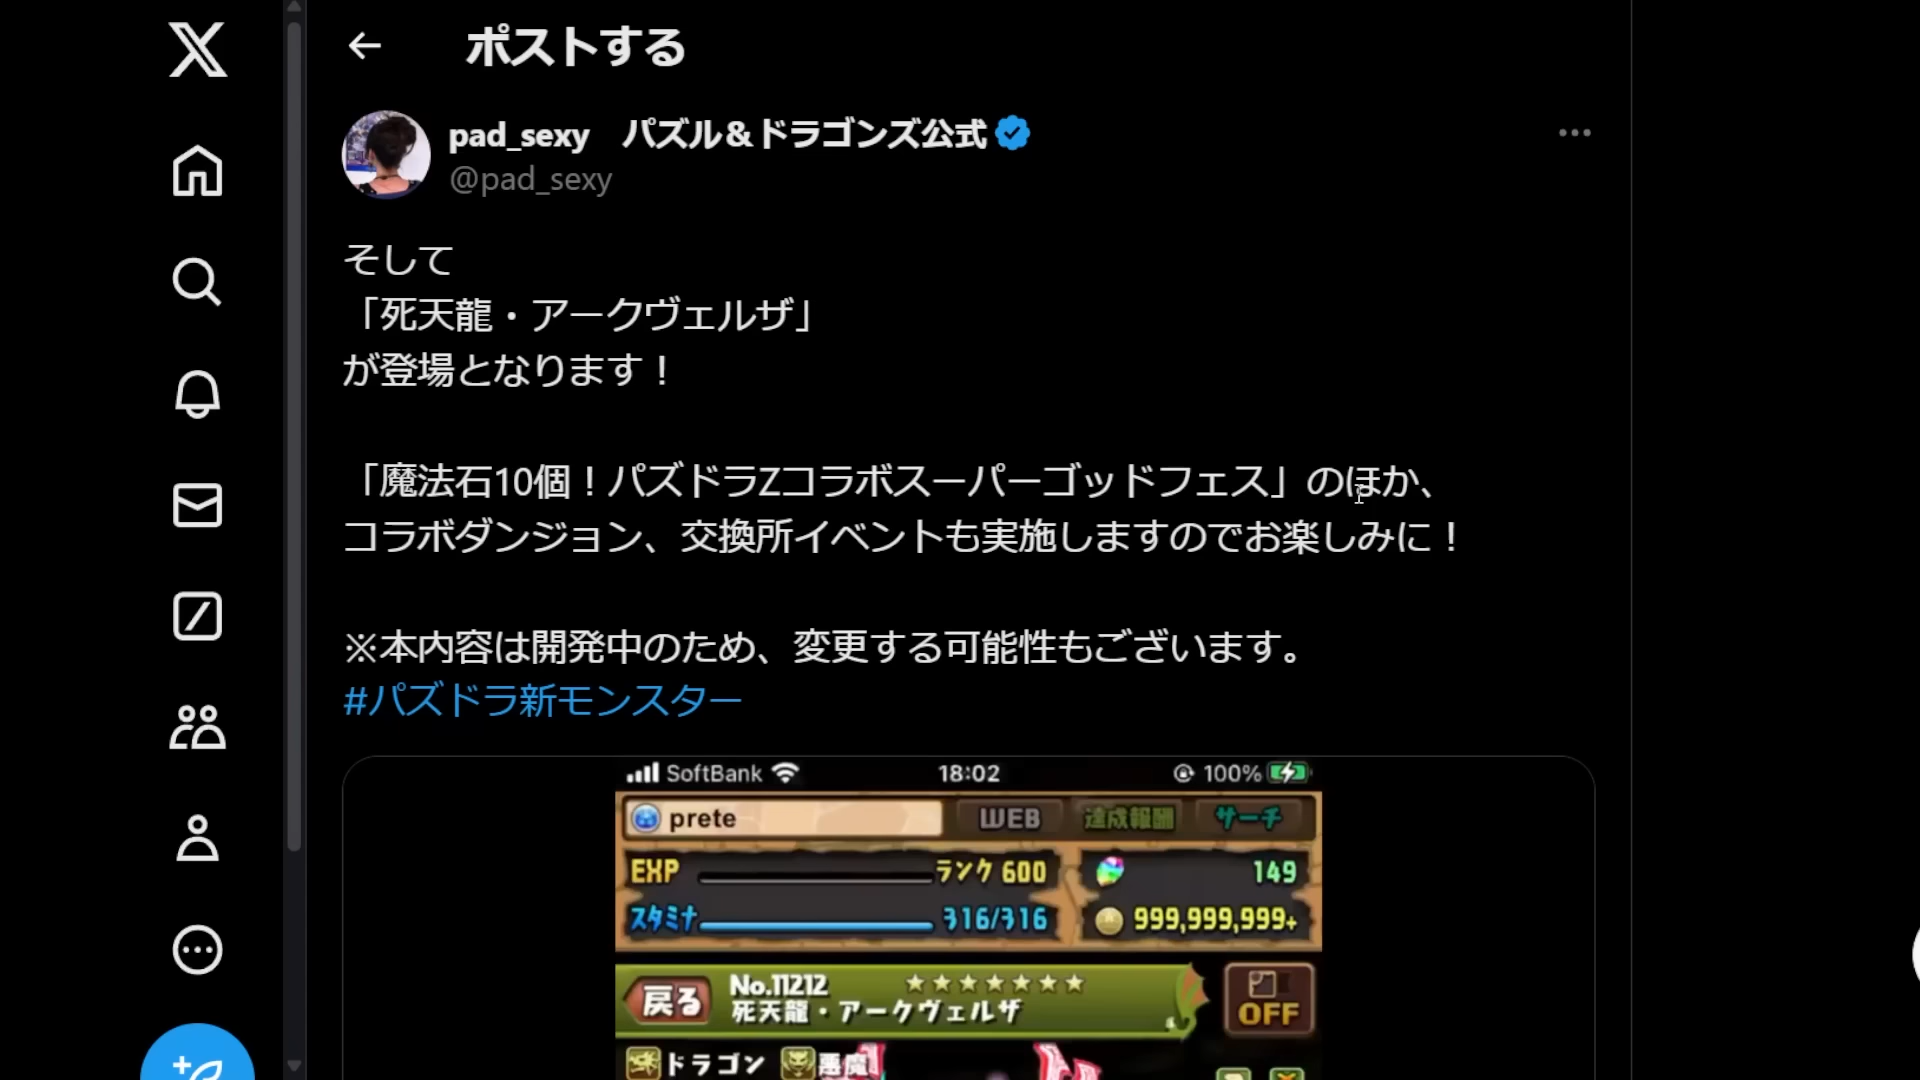 ポストする
pad_sexy パズル＆ドラゴンズ公式
@pad_sexy
そして
「死天龍・アークヴェルザ」
が登場となります！
「魔法石10個！パズドラZコラボスーパーゴッドフェス」のほか、
コラボダンジョン、交換所イベントも実施しますのでお楽しみに！
※本内容は開発中のため、変更する可能性もございます。
#パズドラ新モンスター
SoftBank 18:02 100%
prete WEB 達成報酬 サーチ
EXP ランク 600 149
スタミナ 316/316 999,999,999+
戻る No.11212 ★★★★★★★
死天龍・アークヴェルザ OFF
ドラゴン 悪魔